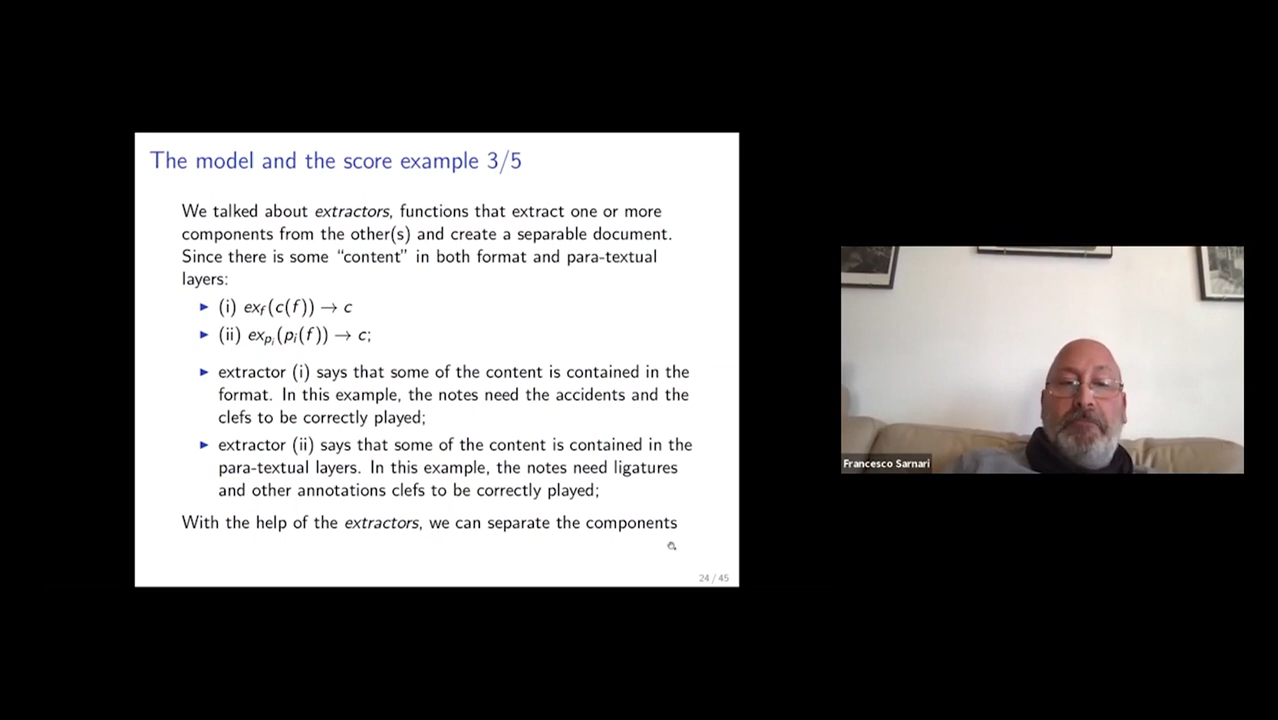 The model and the score example 3/5
We talked about extractors, functions that extract one or more
components from the other(s) and create a separable document.
Since there is some “content” in both format and para-textual
layers:
▶ (i) ex_f(c(f)) → c
▶ (ii) ex_{p_i}(p_i(f)) → c;
▶ extractor (i) says that some of the content is contained in the
format. In this example, the notes need the accidents and the
clefs to be correctly played;
▶ extractor (ii) says that some of the content is contained in the
para-textual layers. In this example, the notes need ligatures
and other annotations clefs to be correctly played;
With the help of the extractors, we can separate the components
24 / 45
Francesco Sarnari